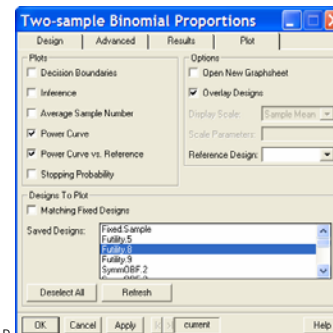 Two-sample Binomial Proportions
Design Advanced Results Plot
Plots
Decision Boundaries
Inference
Average Sample Number
Power Curve
Power Curve vs. Reference
Stopping Probability
Options
Open New Graphsheet
Overlay Designs
Display Scale: Sample Mean
Scale Parameters:
Reference Design:
Designs To Plot
Matching Fixed Designs
Saved Designs:
Fixed.Sample
Futility.5
Futility.8
Futility.9
SymmOBF.2
Deselect All Refresh
OK Cancel Apply current Help